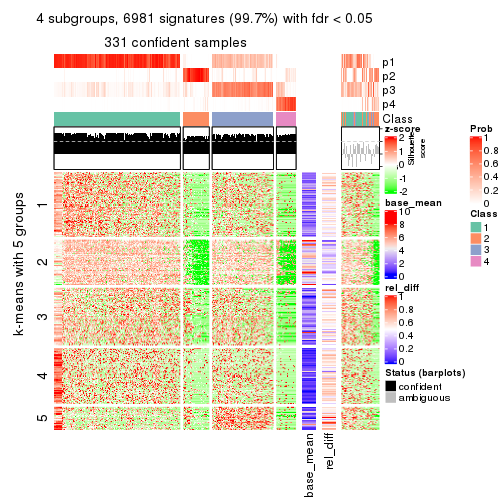 4 subgroups, 6981 signatures (99.7%) with fdr < 0.05
331 confident samples
p1
p2
p3
p4
Class
z-score
2
1
0
-1
-2
Silhouette
score
base_mean
10
8
6
4
2
0
rel_diff
1
0.8
0.6
0.4
0.2
0
Status (barplots)
confident
ambiguous
Prob
1
0.8
0.6
0.4
0.2
0
Class
1
2
3
4
k-means with 5 groups
1
2
3
4
5
base_mean
rel_diff